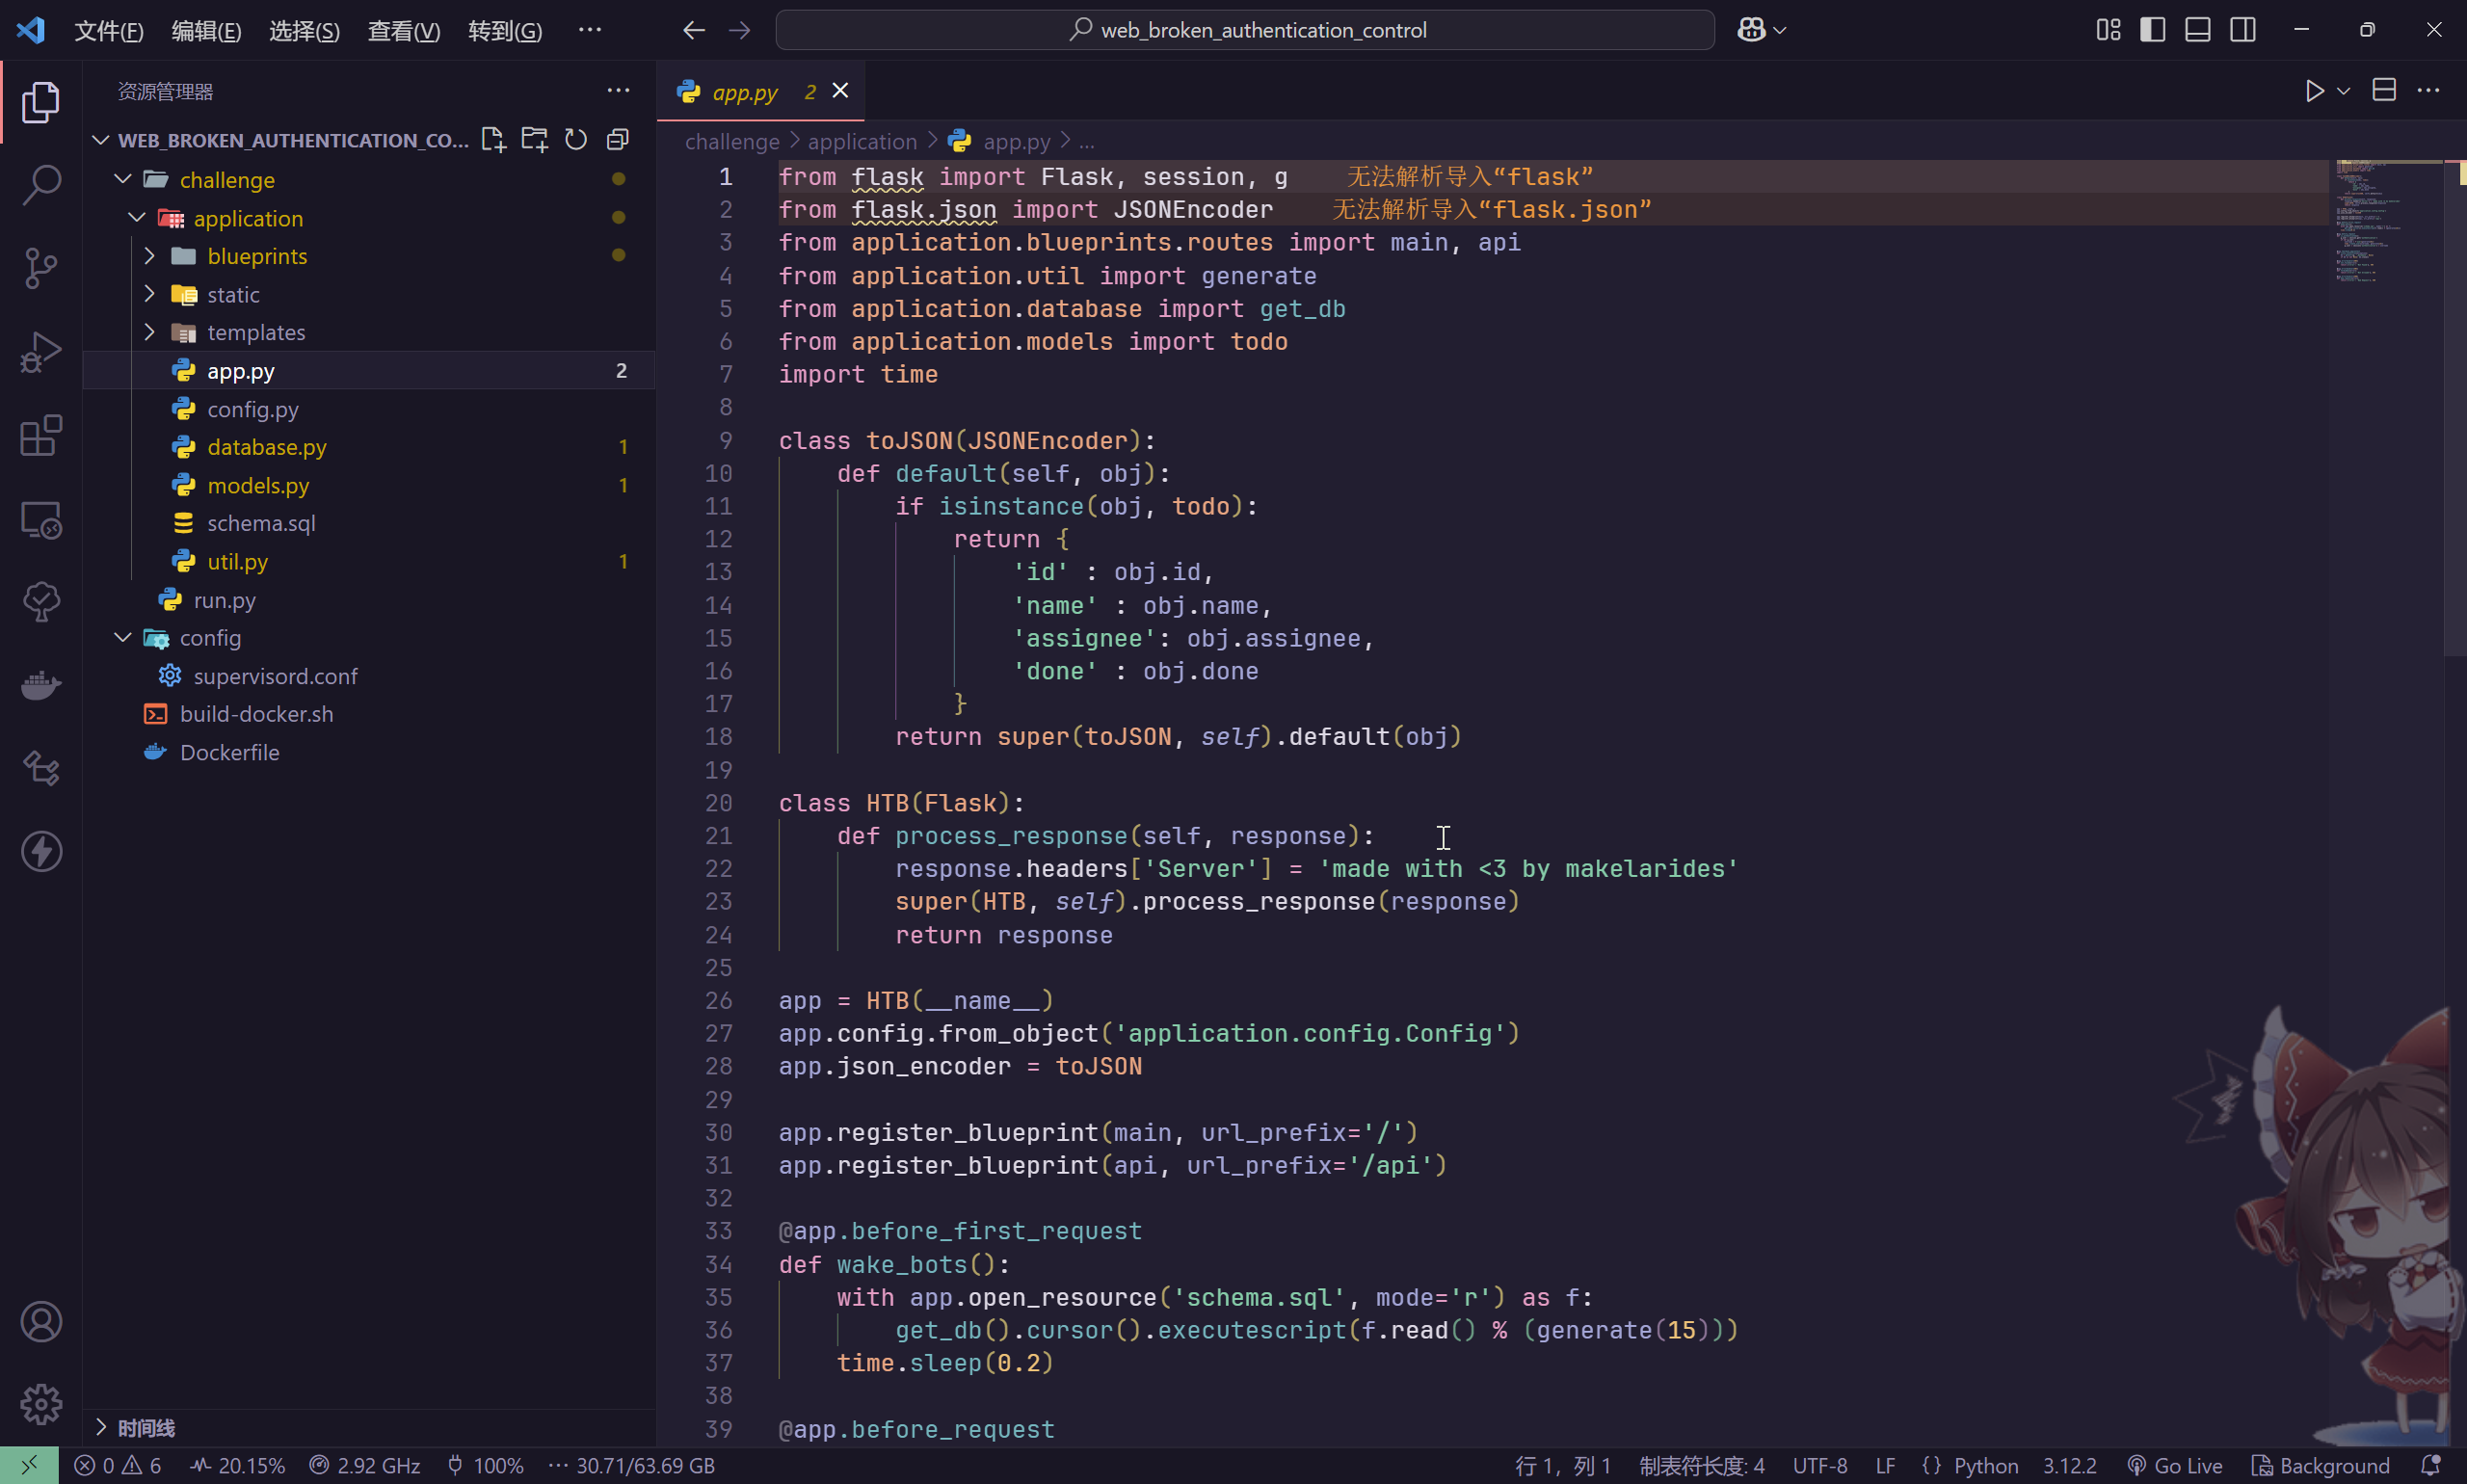 文件(F) 编辑(E) 选择(S) 查看(V) 转到(G) ··· web_broken_authentication_control
资源管理器
WEB_BROKEN_AUTHENTICATION_CO...
challenge
application
blueprints
static
templates
app.py 2
config.py
database.py 1
models.py 1
schema.sql
util.py 1
run.py
config
supervisord.conf
build-docker.sh
Dockerfile
时间线
app.py 2
challenge > application > app.py > ...
1 from flask import Flask, session, g 无法解析导入“flask”
2 from flask.json import JSONEncoder 无法解析导入“flask.json”
3 from application.blueprints.routes import main, api
4 from application.util import generate
5 from application.database import get_db
6 from application.models import todo
7 import time
8
9 class toJSON(JSONEncoder):
10 def default(self, obj):
11 if isinstance(obj, todo):
12 return {
13 'id' : obj.id,
14 'name' : obj.name,
15 'assignee': obj.assignee,
16 'done' : obj.done
17 }
18 return super(toJSON, self).default(obj)
19
20 class HTB(Flask):
21 def process_response(self, response):
22 response.headers['Server'] = 'made with <3 by makelarides'
23 super(HTB, self).process_response(response)
24 return response
25
26 app = HTB(__name__)
27 app.config.from_object('application.config.Config')
28 app.json_encoder = toJSON
29
30 app.register_blueprint(main, url_prefix='/')
31 app.register_blueprint(api, url_prefix='/api')
32
33 @app.before_first_request
34 def wake_bots():
35 with app.open_resource('schema.sql', mode='r') as f:
36 get_db().cursor().executescript(f.read() % (generate(15)))
37 time.sleep(0.2)
38
39 @app.before_request
0 6 20.15% 2.92 GHz 100% ··· 30.71/63.69 GB 行 1，列 1 制表符长度: 4 UTF-8 LF {} Python 3.12.2 Go Live Background